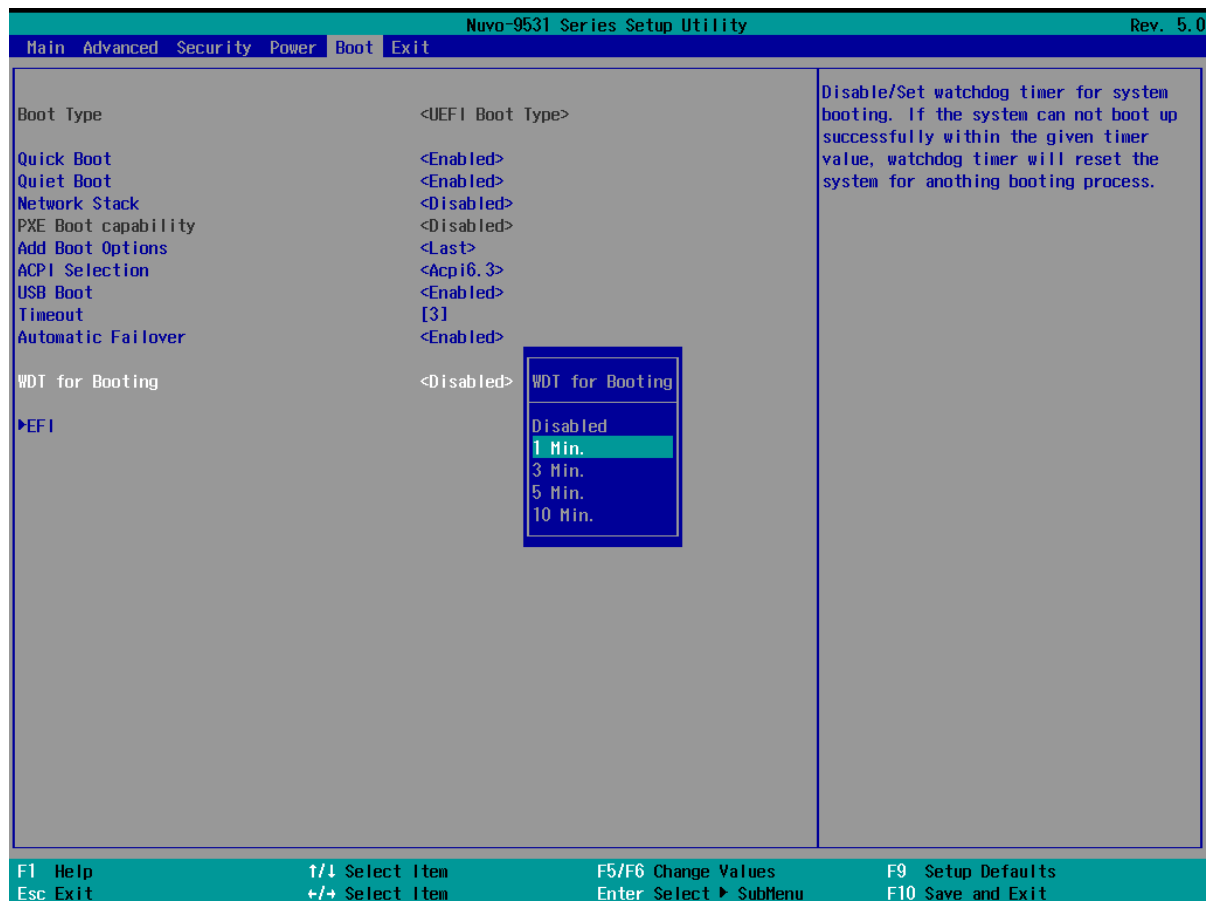 Nuvo-9531 Series Setup Utility Rev. 5.0
Main Advanced Security Power Boot Exit
Boot Type <UEFI Boot Type>
Quick Boot <Enabled>
Quiet Boot <Enabled>
Network Stack <Disabled>
PXE Boot capability <Disabled>
Add Boot Options <Last>
ACPI Selection <Acpi6.3>
USB Boot <Enabled>
Timeout [3]
Automatic Failover <Enabled>
WDT for Booting <Disabled>
►EFI
WDT for Booting
Disabled
1 Min.
3 Min.
5 Min.
10 Min.
Disable/Set watchdog timer for system
booting. If the system can not boot up
successfully within the given timer
value, watchdog timer will reset the
system for anothing booting process.
F1 Help ↑/↓ Select Item F5/F6 Change Values F9 Setup Defaults
Esc Exit ←/→ Select Item Enter Select ► SubMenu F10 Save and Exit